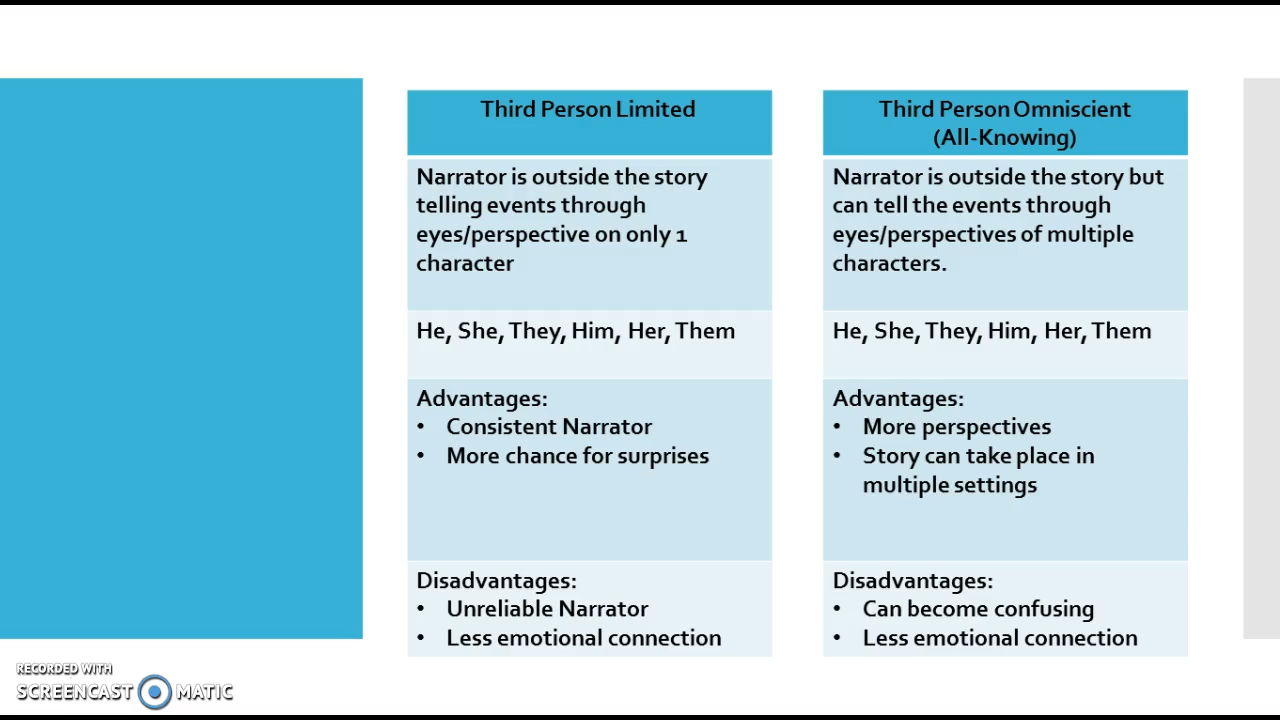 Third Person Limited
Narrator is outside the story
telling events through
eyes/perspective on only 1
character
He, She, They, Him, Her, Them
Advantages:
• Consistent Narrator
• More chance for surprises
Disadvantages:
• Unreliable Narrator
• Less emotional connection
Third Person Omniscient
(All-Knowing)
Narrator is outside the story but
can tell the events through
eyes/perspectives of multiple
characters.
He, She, They, Him, Her, Them
Advantages:
• More perspectives
• Story can take place in
multiple settings
Disadvantages:
• Can become confusing
• Less emotional connection
RECORDED WITH
SCREENCAST MATIC